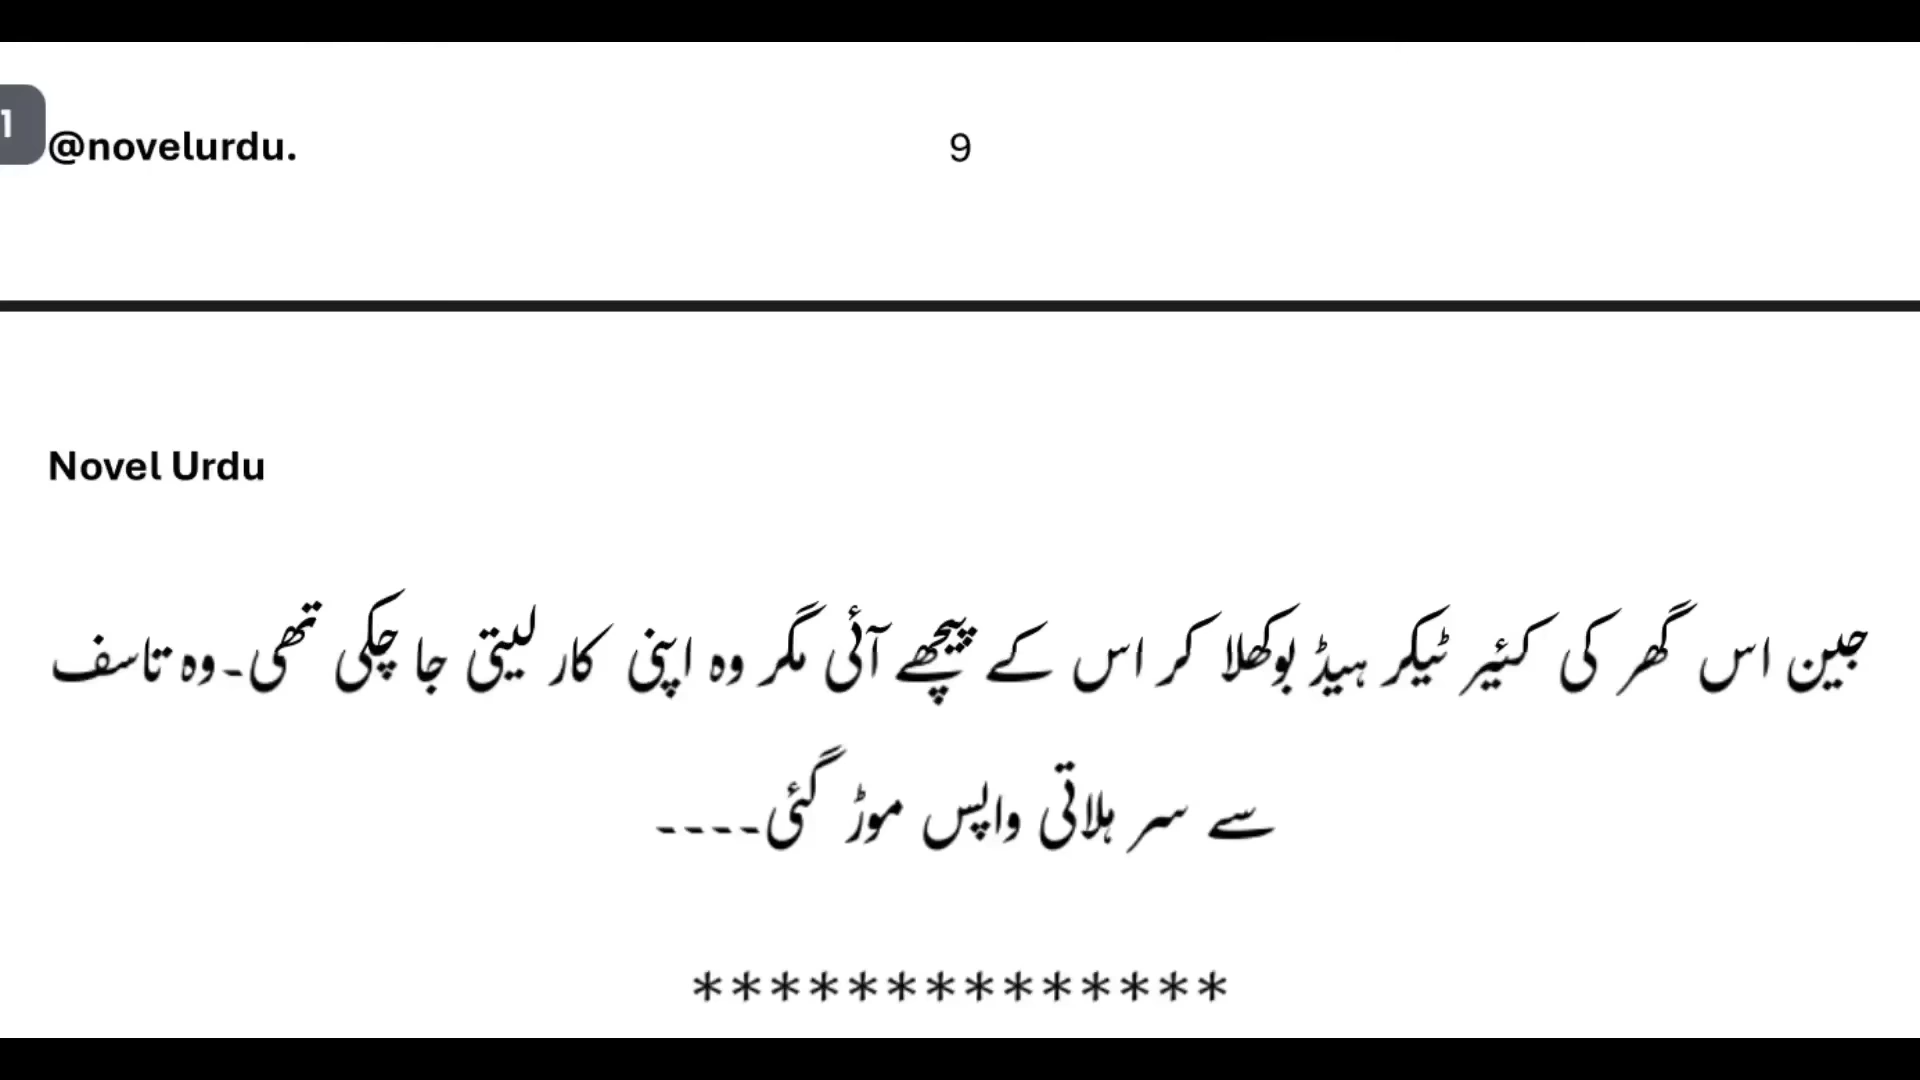 1
@novelurdu.
9
Novel Urdu
جین اس گھر کی کئیر ٹیکر ہیڈ بوکھلا کر اس کے پیچھے آئی مگر وہ اپنی کار لیتی جا چکی تھی۔وہ تاسف
سے سر ہلاتی واپس موڑ گئی۔۔۔۔
**************